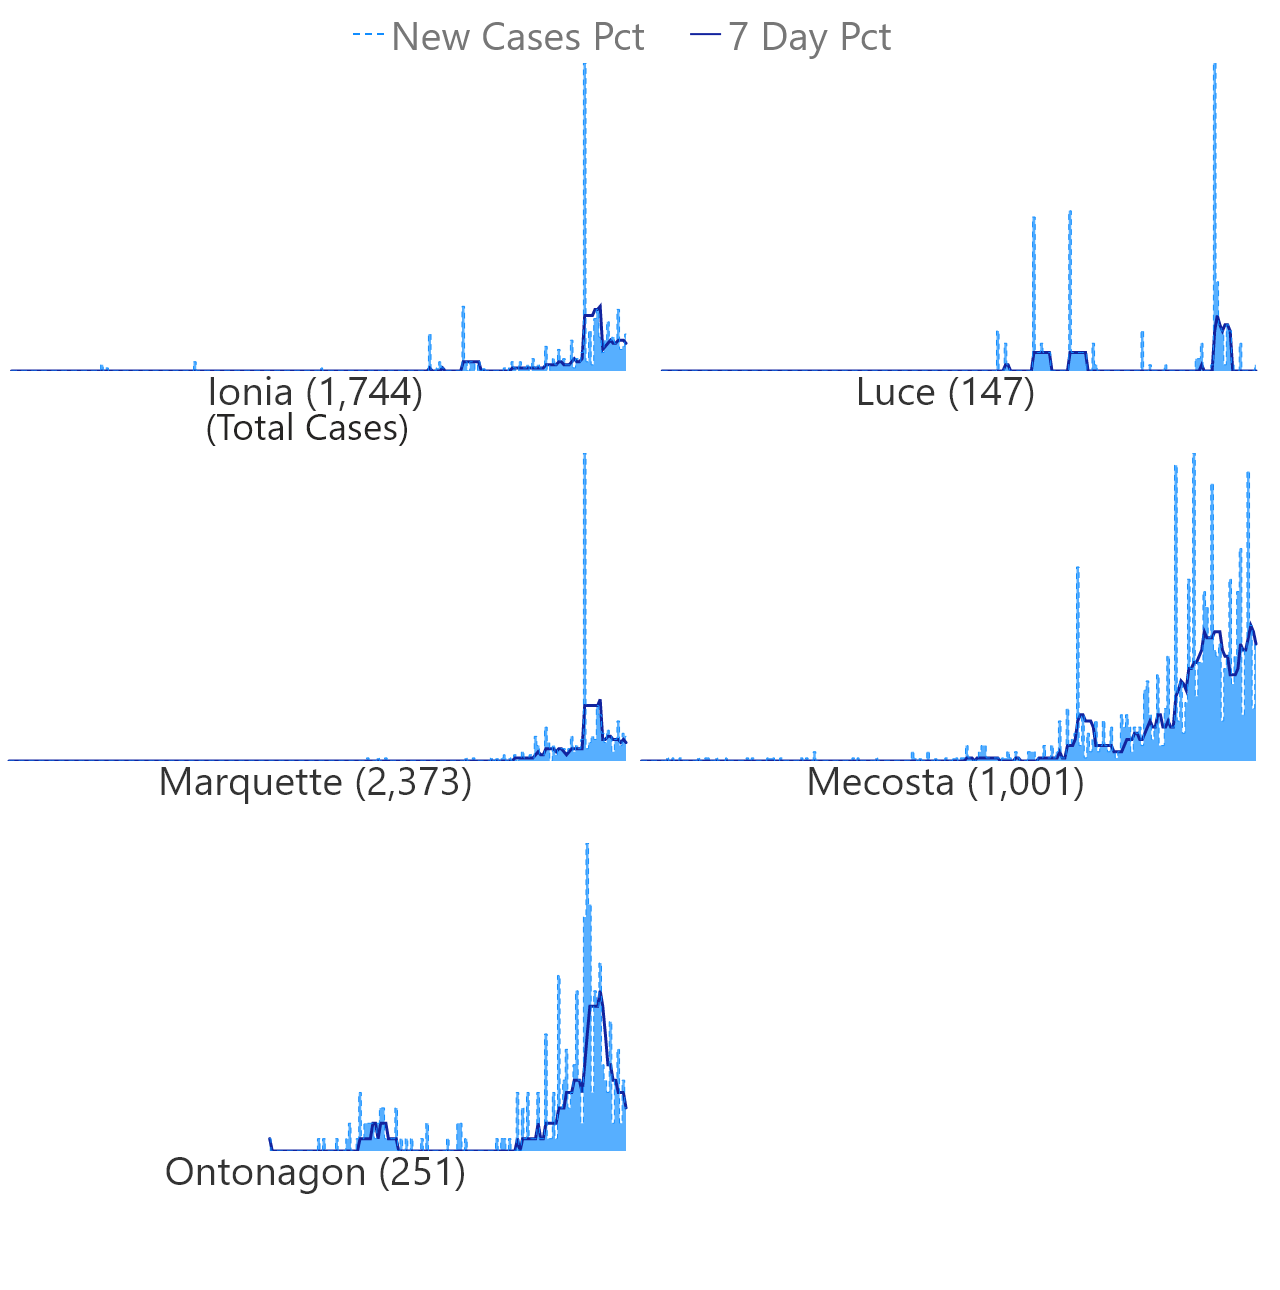 New Cases Pct 7 Day Pct
Ionia (1,744)
(Total Cases)
Luce (147)
Marquette (2,373)
Mecosta (1,001)
Ontonagon (251)